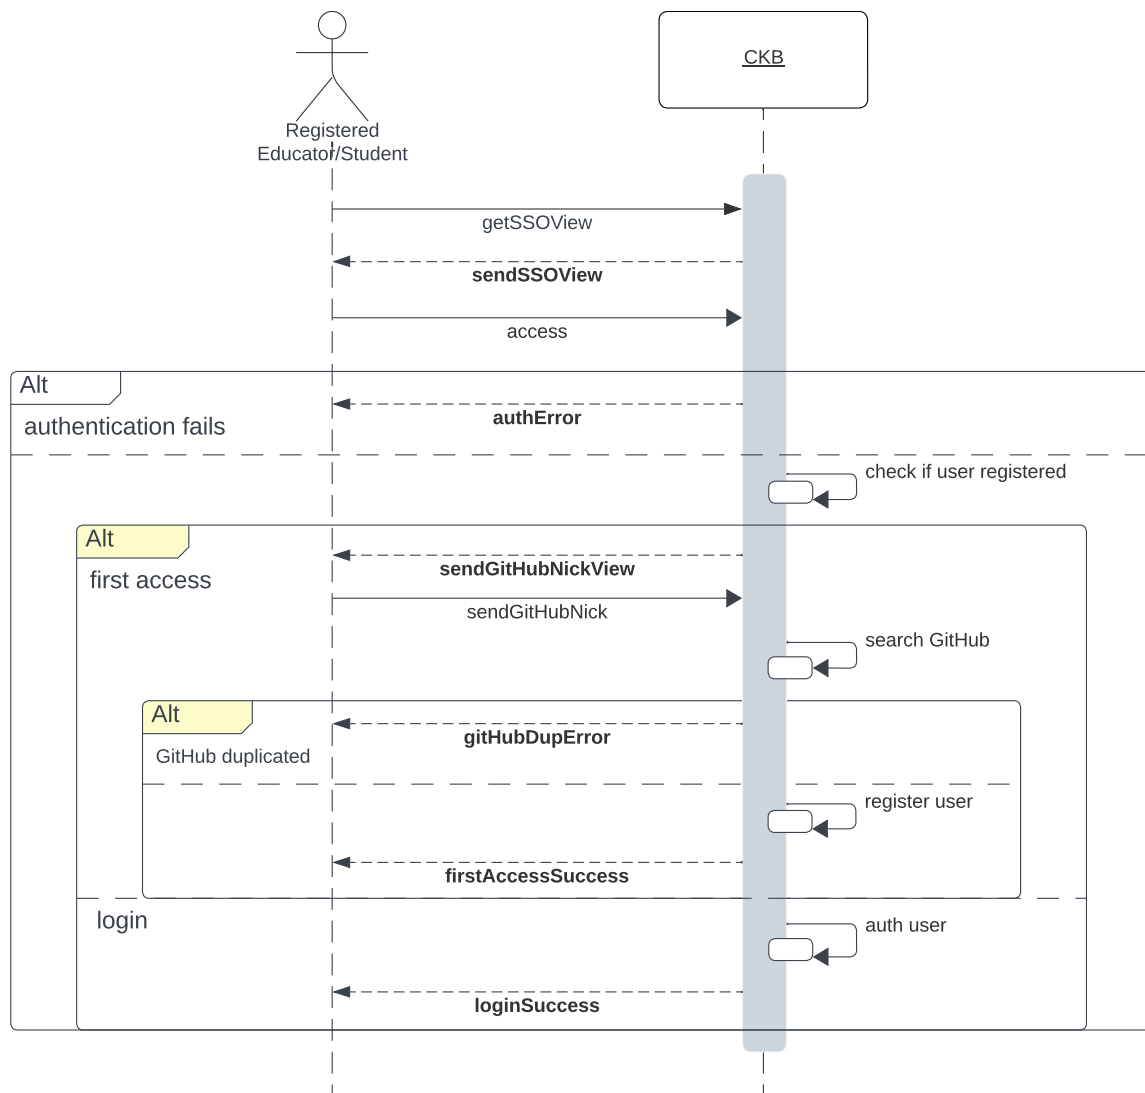 CKB
Registered
Educator/Student
getSSOView
sendSSOView
access
Alt
authError
authentication fails
check if user registered
Alt
sendGitHubNickView
first access
sendGitHubNick
search GitHub
Alt
gitHubDupError
GitHub duplicated
register user
firstAccessSuccess
login
auth user
loginSuccess